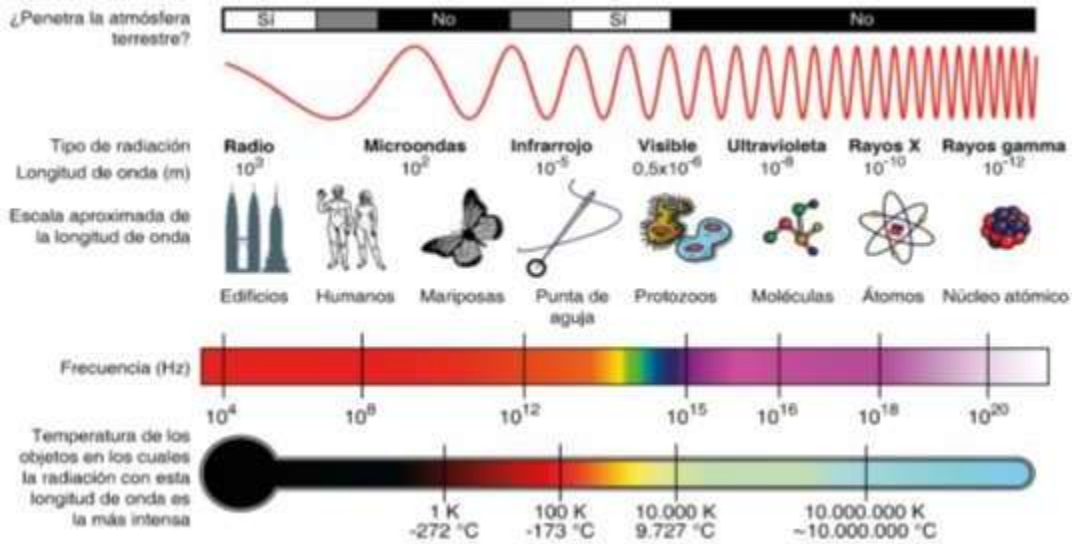 ¿Penetra la atmósfera
terrestre?
Sí
No
Sí
No
Tipo de radiación
Radio
Microondas
Infrarrojo
Visible
Ultravioleta
Rayos X
Rayos gamma
Longitud de onda (m)
10³
10²
10⁻⁵
0,5x10⁻⁶
10⁻⁸
10⁻¹⁰
10⁻¹²
Escala aproximada de
la longitud de onda
Edificios
Humanos
Mariposas
Punta de
aguja
Protozoos
Moléculas
Átomos
Núcleo atómico
Frecuencia (Hz)
10⁴
10⁸
10¹²
10¹⁵
10¹⁶
10¹⁸
10²⁰
Temperatura de los
objetos en los cuales
la radiación con esta
longitud de onda es
la más intensa
1 K
-272 °C
100 K
-173 °C
10.000 K
9.727 °C
10.000.000 K
~10.000.000 °C